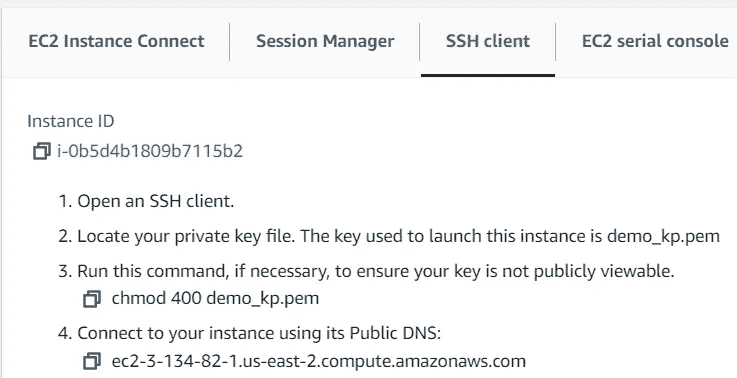 EC2 Instance Connect Session Manager SSH client EC2 serial console
Instance ID
i-0b5d4b1809b7115b2
1. Open an SSH client.
2. Locate your private key file. The key used to launch this instance is demo_kp.pem
3. Run this command, if necessary, to ensure your key is not publicly viewable.
chmod 400 demo_kp.pem
4. Connect to your instance using its Public DNS:
ec2-3-134-82-1.us-east-2.compute.amazonaws.com